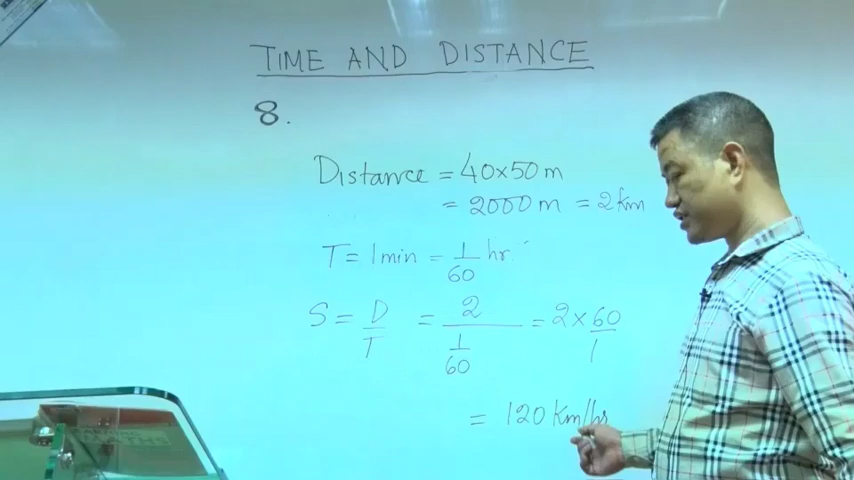 TIME AND DISTANCE
8.
Distance = 40×50 m
= 2000 m = 2 km
T = 1 min = 1/60 hr.
S = D/T = 2/(1/60) = 2 × 60/1
= 120 Km/hr